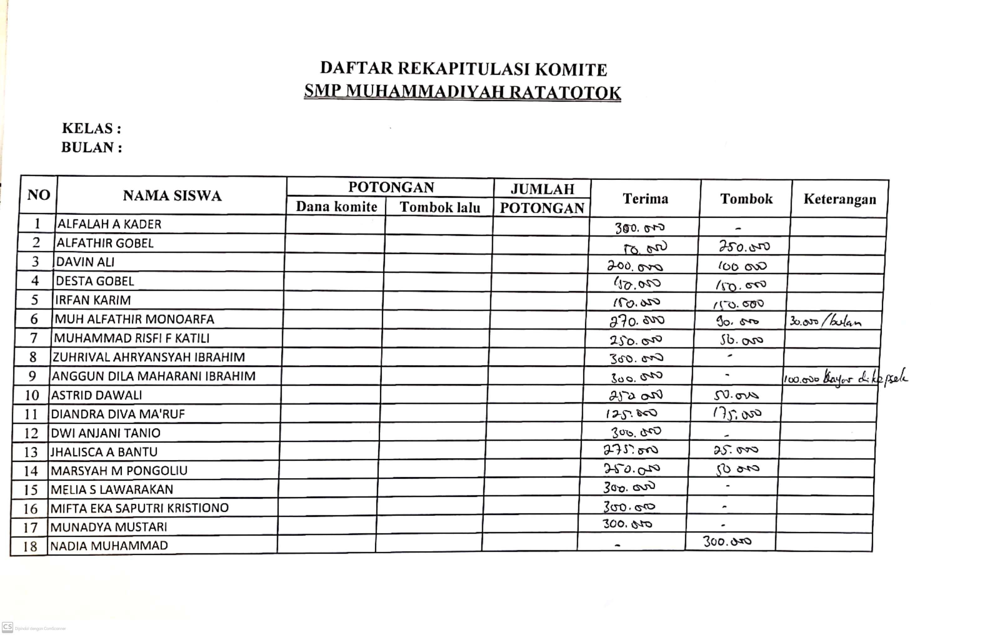 DAFTAR REKAPITULASI KOMITE
SMP MUHAMMADIYAH RATATOTOK
KELAS :
BULAN :
NO NAMA SISWA POTONGAN JUMLAH POTONGAN Terima Tombok Keterangan
Dana komite Tombok lalu
1 ALFALAH A KADER 300.000 -
2 ALFATHIR GOBEL 50.000 250.000
3 DAVIN ALI 200.000 100 000
4 DESTA GOBEL 150.000
5 IRFAN KARIM 150.000 150.000
6 MUH ALFATHIR MONOARFA 270.000 90.000 30.000/bulan
7 MUHAMMAD RISFI F KATILI 250.000 50.000
8 ZUHRIVAL AHRYANSYAH IBRAHIM 300.000 -
9 ANGGUN DILA MAHARANI IBRAHIM 300.000 - 100.000 Bayar di kepsek
10 ASTRID DAWALI 250 000 50.000
11 DIANDRA DIVA MA'RUF 125.000 175.000
12 DWI ANJANI TANIO 300.000 -
13 JHALISCA A BANTU 275.000 25.000
14 MARSYAH M PONGOLIU 250.000 50 000
15 MELIA S LAWARAKAN 300.000 -
16 MIFTA EKA SAPUTRI KRISTIONO 300.000 -
17 MUNADYA MUSTARI 300.000 -
18 NADIA MUHAMMAD - 300.000
CS Dipindai dengan CamScanner